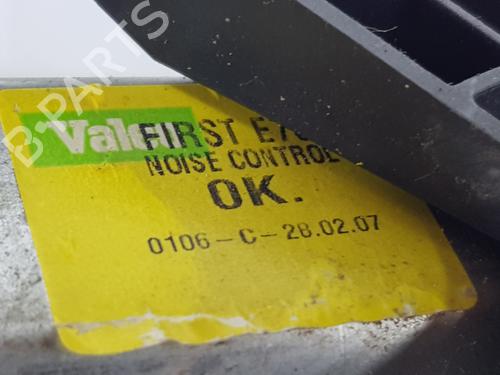 B-PARTS
Valeo FIRST
NOISE CONTROL
OK.
0106-C-28.02.07